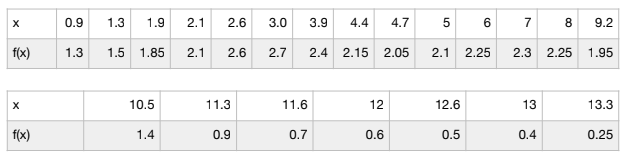 x 0.9 1.3 1.9 2.1 2.6 3.0 3.9 4.4 4.7 5 6 7 8 9.2
f(x) 1.3 1.5 1.85 2.1 2.6 2.7 2.4 2.15 2.05 2.1 2.25 2.3 2.25 1.95
x 10.5 11.3 11.6 12 12.6 13 13.3
f(x) 1.4 0.9 0.7 0.6 0.5 0.4 0.25